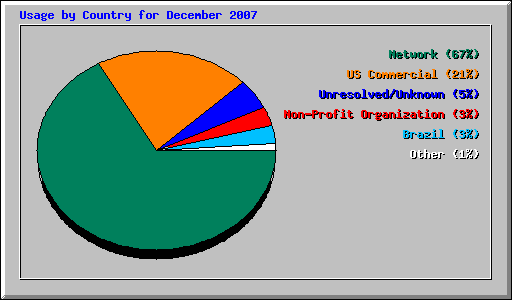 Usage by Country for December 2007
Network (67%)
US Commercial (21%)
Unresolved/Unknown (5%)
Non-Profit Organization (3%)
Brazil (3%)
Other (1%)